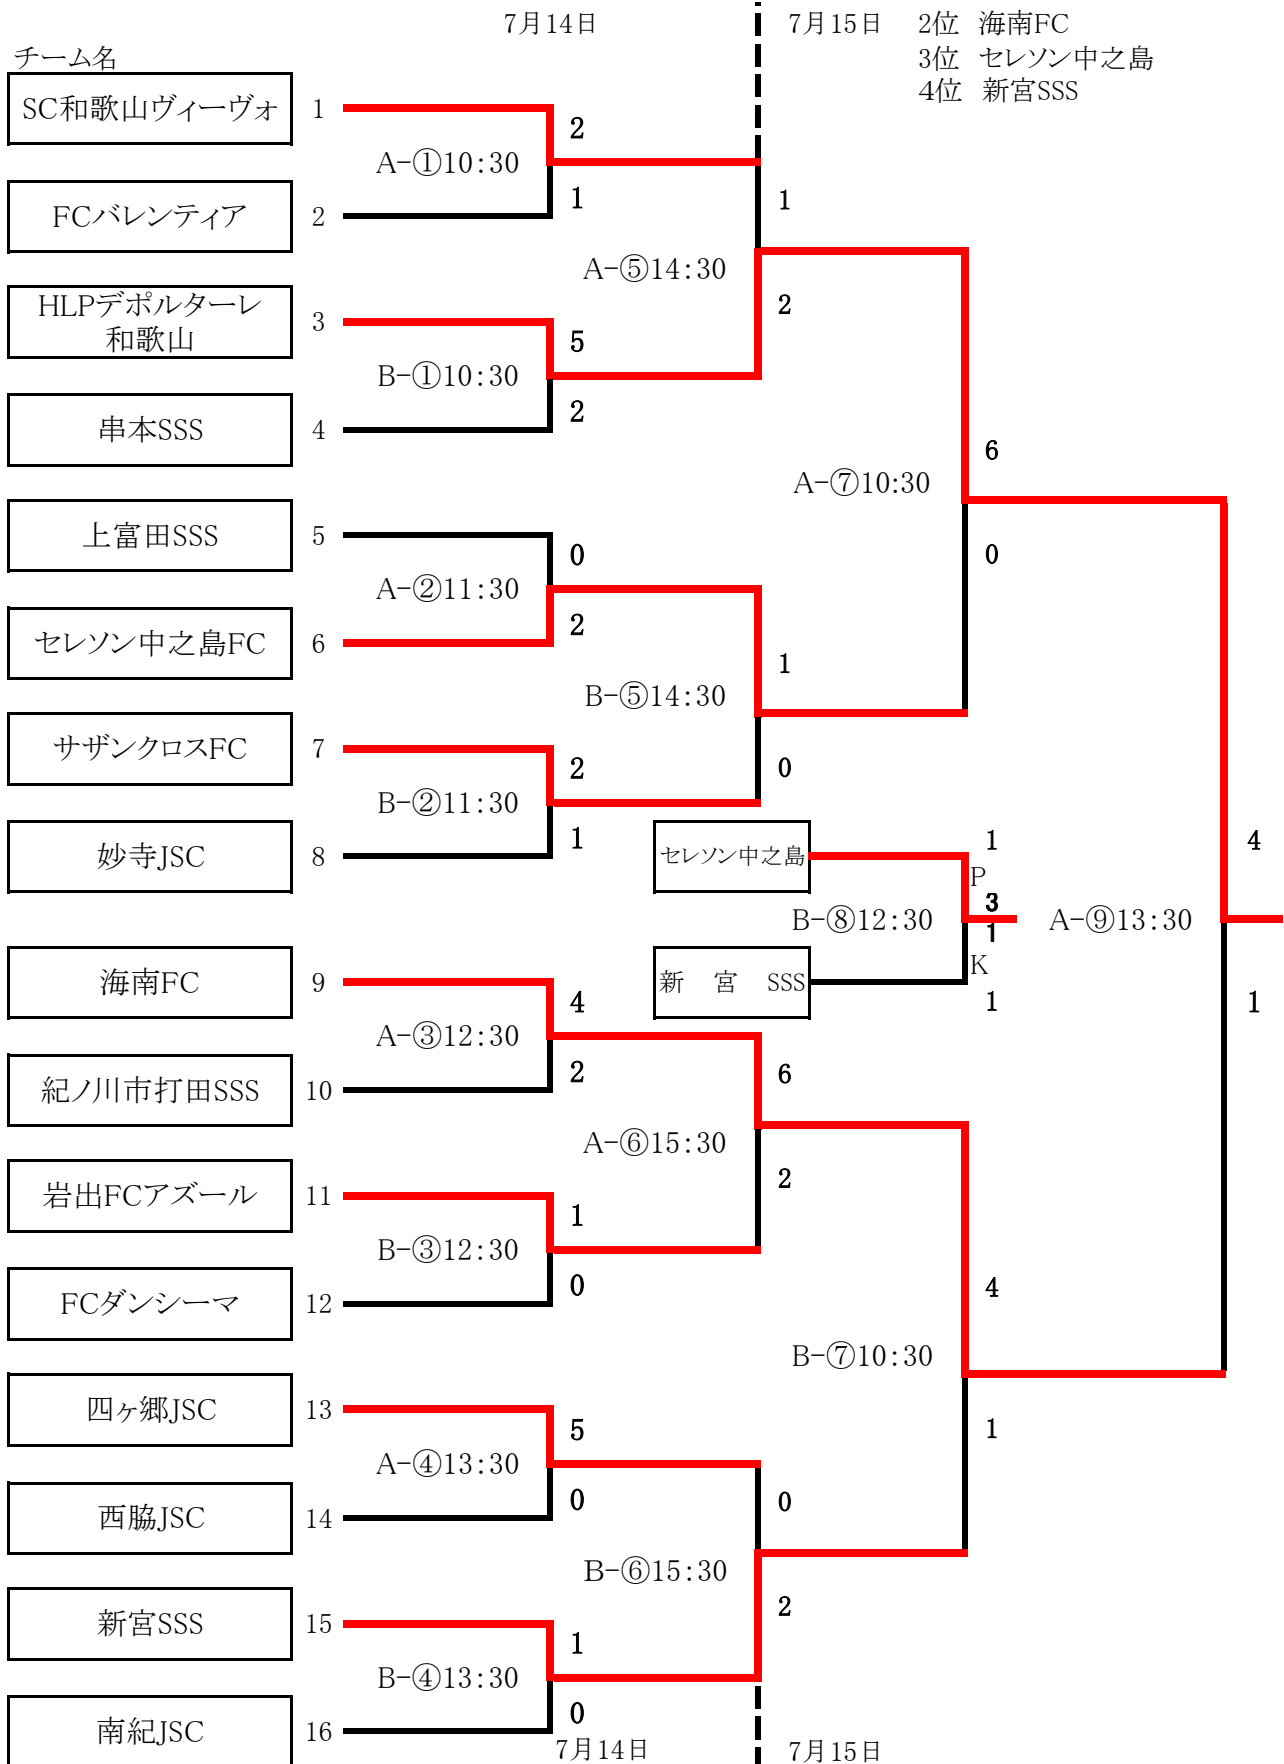 7月14日
7月15日
2位 海南FC
チーム名
3位 セレソン中之島
4位 新宮SSS
SC和歌山ヴィーヴォ 1
2
A-①10:30
1
FCバレンティア 2
1
A-⑤14:30
2
HLPデポルターレ
和歌山
3
5
B-①10:30
2
串本SSS 4
6
A-⑦10:30
0
上富田SSS 5
0
A-②11:30
2
セレソン中之島FC 6
1
B-⑤14:30
0
サザンクロスFC 7
2
B-②11:30
1
妙寺JSC 8
セレソン中之島
1
P
3
B-⑧12:30
1
K
1
新 宮 SSS
4
A-⑨13:30
1
海南FC 9
4
A-③12:30
2
紀ノ川市打田SSS 10
6
A-⑥15:30
2
岩出FCアズール 11
1
B-③12:30
0
FCダンシーマ 12
4
B-⑦10:30
1
四ヶ郷JSC 13
5
A-④13:30
0
西脇JSC 14
0
B-⑥15:30
2
新宮SSS 15
1
B-④13:30
0
南紀JSC 16
7月14日
7月15日